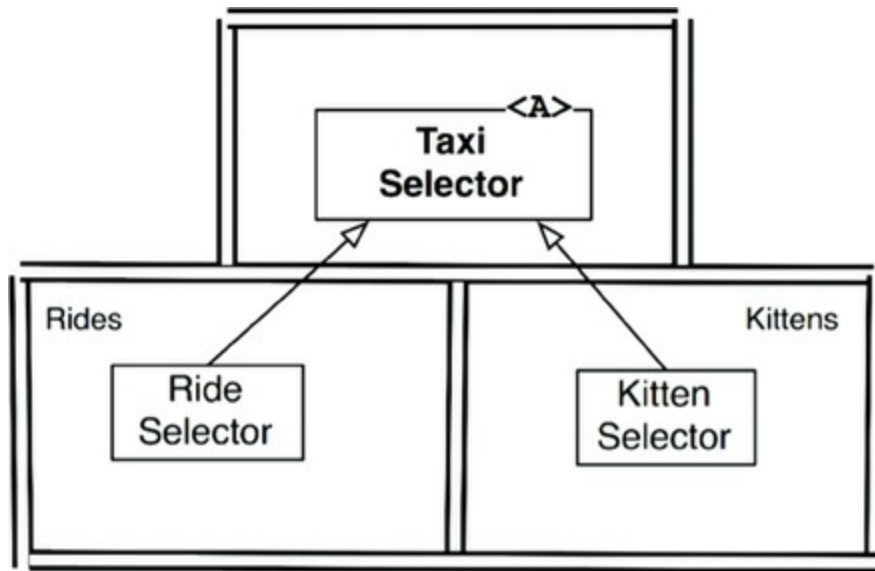 <A>
Taxi
Selector
Rides
Kittens
Ride
Selector
Kitten
Selector